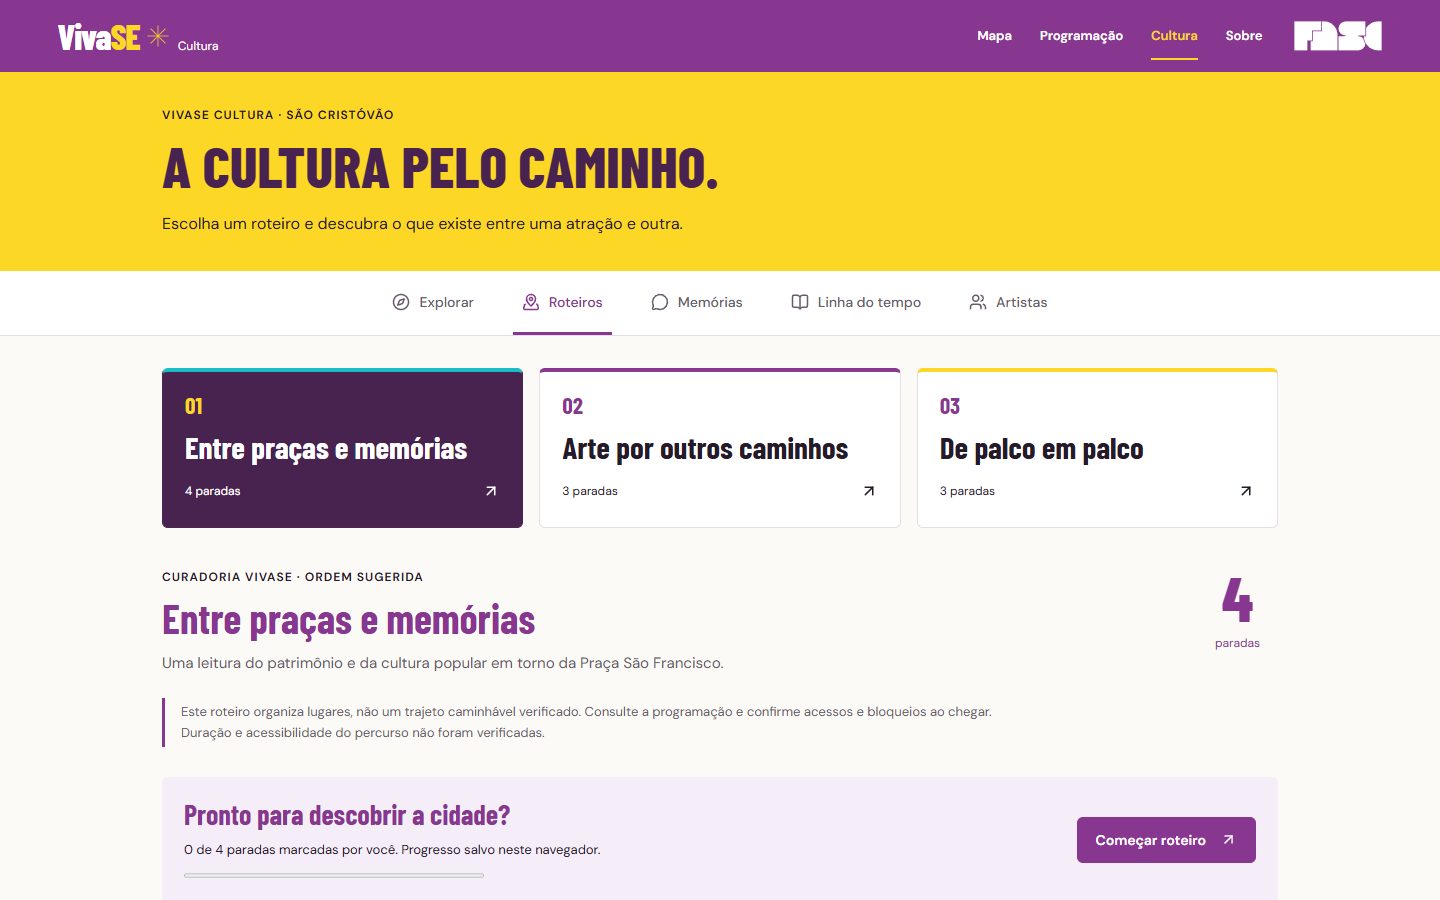 VivaSE Cultura
Mapa Programação Cultura Sobre FASC
VIVASE CULTURA · SÃO CRISTÓVÃO
A CULTURA PELO CAMINHO.
Escolha um roteiro e descubra o que existe entre uma atração e outra.
Explorar Roteiros Memórias Linha do tempo Artistas
01
Entre praças e memórias
4 paradas
02
Arte por outros caminhos
3 paradas
03
De palco em palco
3 paradas
CURADORIA VIVASE · ORDEM SUGERIDA
Entre praças e memórias
Uma leitura do patrimônio e da cultura popular em torno da Praça São Francisco.
4
paradas
Este roteiro organiza lugares, não um trajeto caminhável verificado. Consulte a programação e confirme acessos e bloqueios ao chegar.
Duração e acessibilidade do percurso não foram verificadas.
Pronto para descobrir a cidade?
0 de 4 paradas marcadas por você. Progresso salvo neste navegador.
Começar roteiro